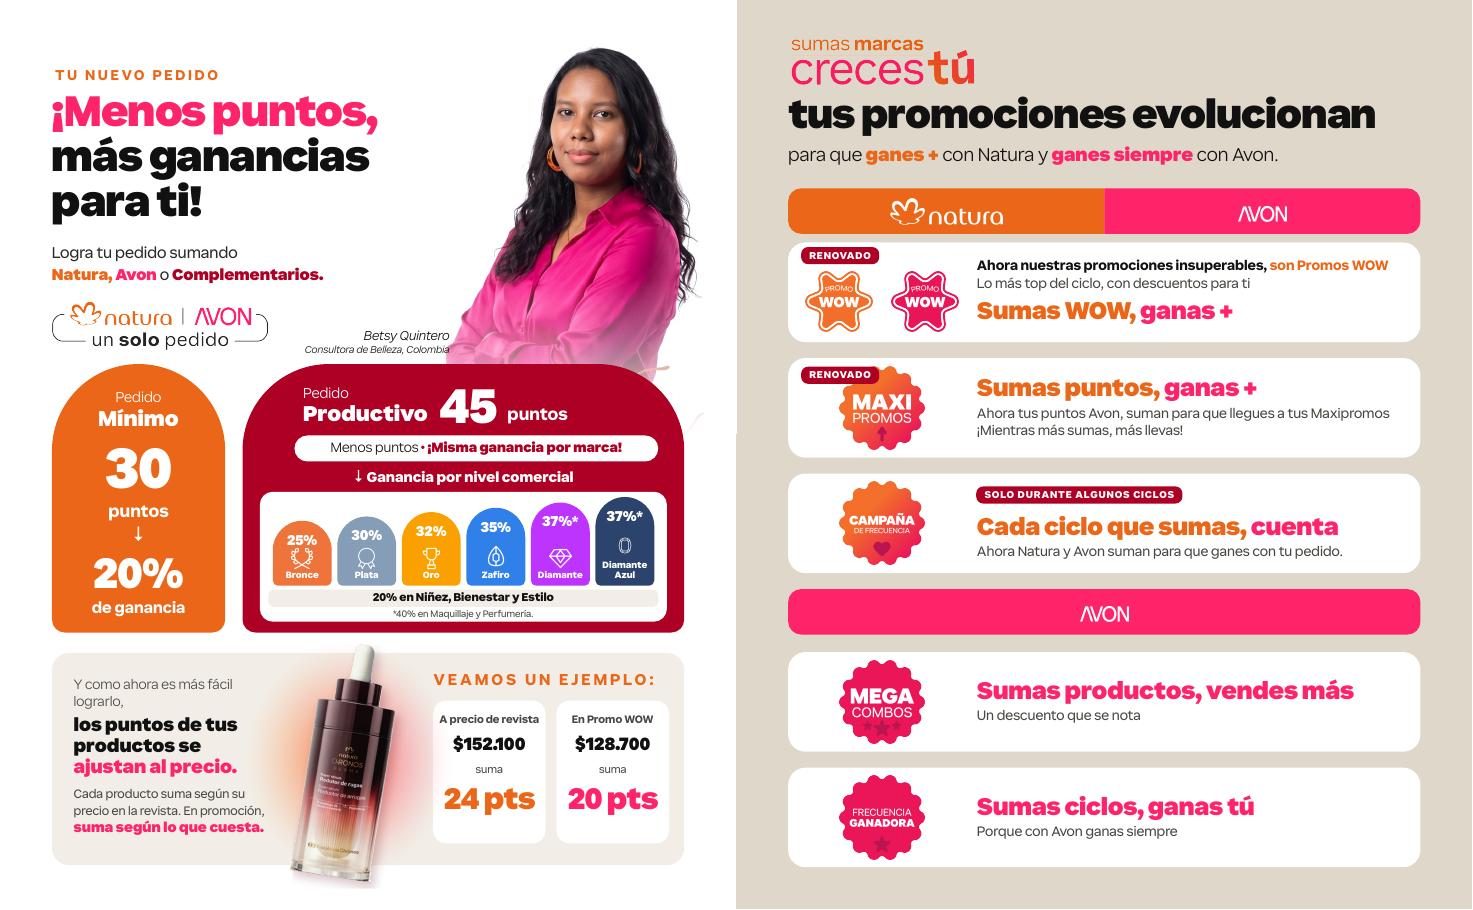 TU NUEVO PEDIDO
¡Menos puntos,
más ganancias
para ti!
Logra tu pedido sumando
Natura, Avon o Complementarios.
natura | AVON
un solo pedido
Betsy Quintero
Consultora de Belleza, Colombia
Pedido
Mínimo
30
puntos
↓
20%
de ganancia
Pedido
Productivo 45 puntos
Menos puntos • ¡Misma ganancia por marca!
↓ Ganancia por nivel comercial
25%
Bronce
30%
Plata
32%
Oro
35%
Zafiro
37%*
Diamante
37%*
Diamante
Azul
20% en Niñez, Bienestar y Estilo
*40% en Maquillaje y Perfumería.
Y como ahora es más fácil
lograrlo,
los puntos de tus
productos se
ajustan al precio.
Cada producto suma según su
precio en la revista. En promoción,
suma según lo que cuesta.
natura
CHRONOS
VEAMOS UN EJEMPLO:
A precio de revista
$152.100
suma
24 pts
En Promo WOW
$128.700
suma
20 pts
sumas marcas
creces tú
tus promociones evolucionan
para que ganes + con Natura y ganes siempre con Avon.
natura
AVON
RENOVADO
PROMO
WOW
PROMO
WOW
Ahora nuestras promociones insuperables, son Promos WOW
Lo más top del ciclo, con descuentos para ti
Sumas WOW, ganas +
RENOVADO
MAXI
PROMOS
Sumas puntos, ganas +
Ahora tus puntos Avon, suman para que llegues a tus Maxipromos
¡Mientras más sumas, más llevas!
CAMPAÑA
DE FRECUENCIA
SOLO DURANTE ALGUNOS CICLOS
Cada ciclo que sumas, cuenta
Ahora Natura y Avon suman para que ganes con tu pedido.
AVON
MEGA
COMBOS
Sumas productos, vendes más
Un descuento que se nota
FRECUENCIA
GANADORA
Sumas ciclos, ganas tú
Porque con Avon ganas siempre